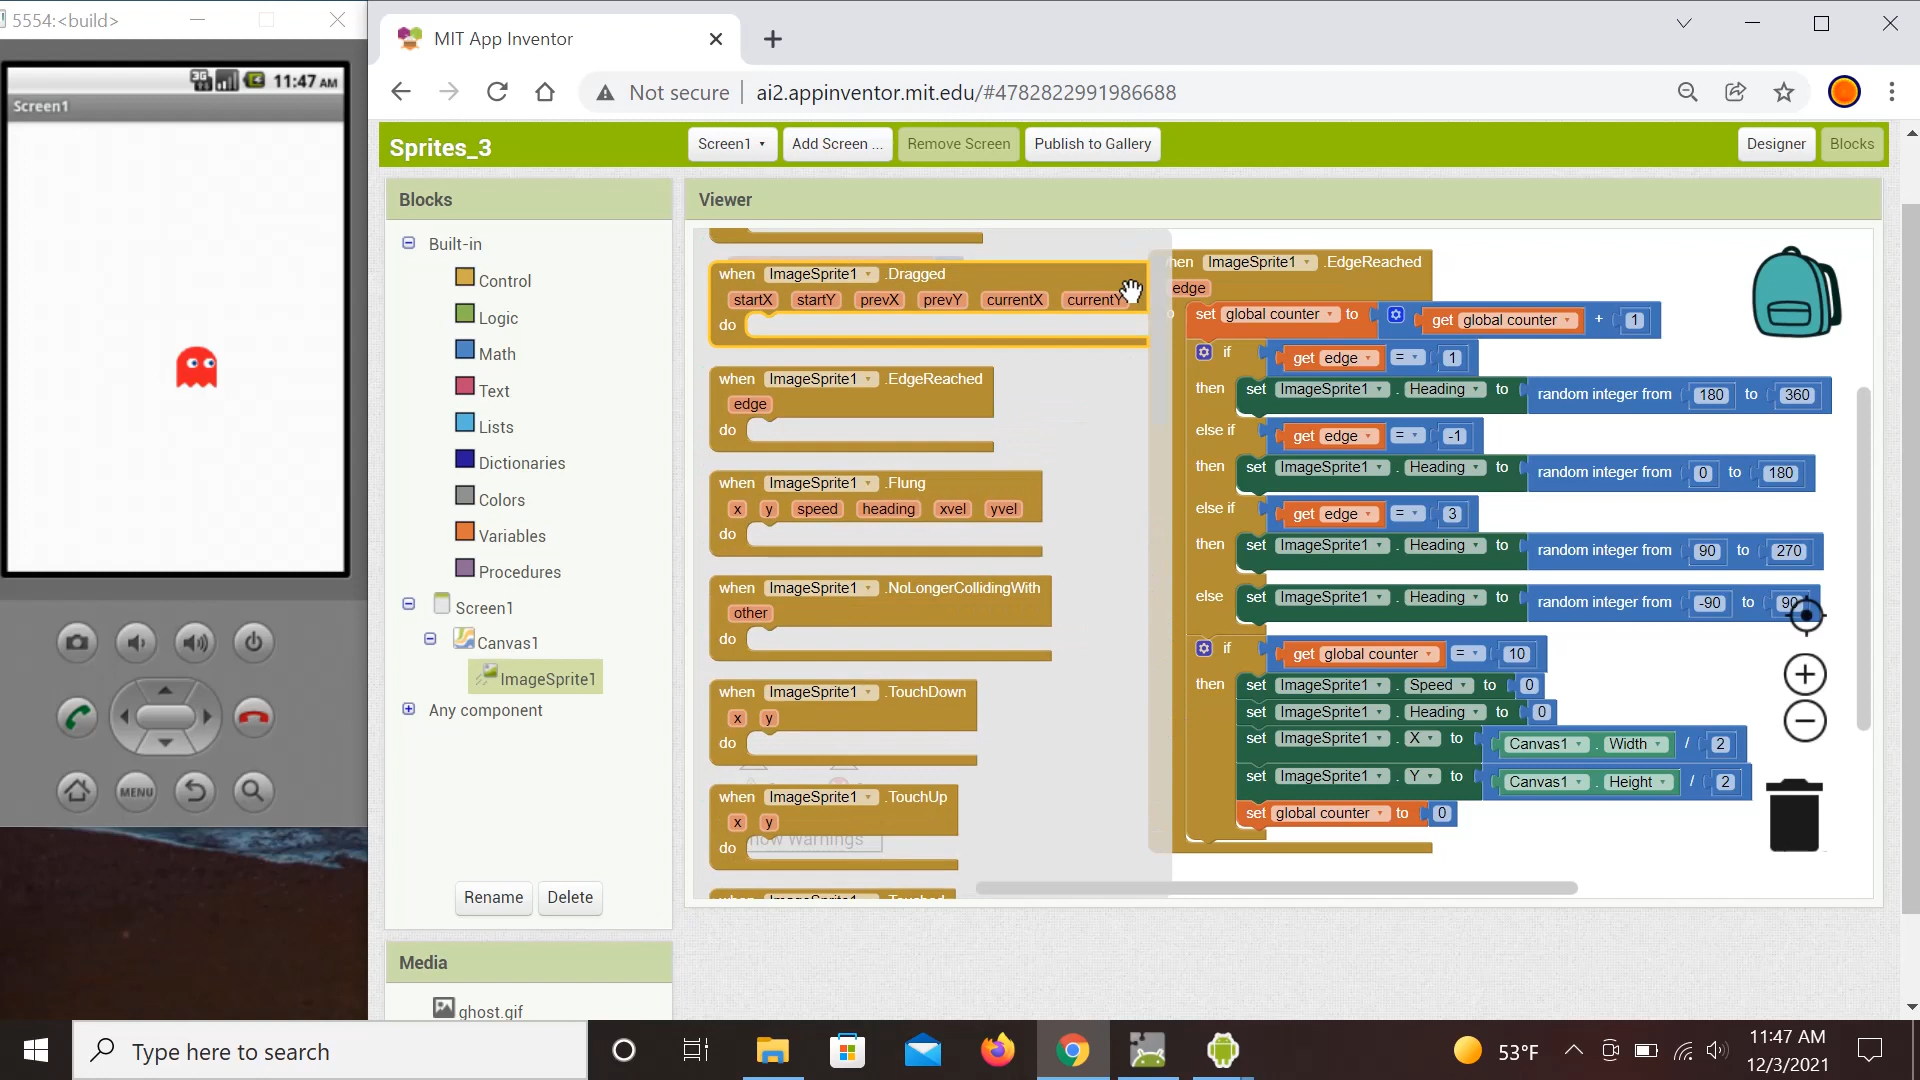 5554:<build>
3G 11:47 AM
Screen1
MENU
MIT App Inventor
Not secure ai2.appinventor.mit.edu/#4782822991986688
Sprites_3
Screen1
Add Screen ...
Remove Screen
Publish to Gallery
Designer
Blocks
Blocks
Built-in
Control
Logic
Math
Text
Lists
Dictionaries
Colors
Variables
Procedures
Screen1
Canvas1
ImageSprite1
Any component
Rename
Delete
Media
ghost.gif
Viewer
when ImageSprite1 .Dragged
startX startY prevX prevY currentX currentY
do
when ImageSprite1 .EdgeReached
edge
do
when ImageSprite1 .Flung
x y speed heading xvel yvel
do
when ImageSprite1 .NoLongerCollidingWith
other
do
when ImageSprite1 .TouchDown
x y
do
when ImageSprite1 .TouchUp
x y
do
Warnings
when ImageSprite1 .Touched
ImageSprite1 .EdgeReached
edge
set global counter to get global counter + 1
if get edge = 1
then set ImageSprite1 . Heading to random integer from 180 to 360
else if get edge = -1
then set ImageSprite1 . Heading to random integer from 0 to 180
else if get edge = 3
then set ImageSprite1 . Heading to random integer from 90 to 270
else set ImageSprite1 . Heading to random integer from -90 to 90
if get global counter = 10
then set ImageSprite1 . Speed to 0
set ImageSprite1 . Heading to 0
set ImageSprite1 . X to Canvas1 . Width / 2
set ImageSprite1 . Y to Canvas1 . Height / 2
set global counter to 0
Type here to search
53°F
11:47 AM
12/3/2021